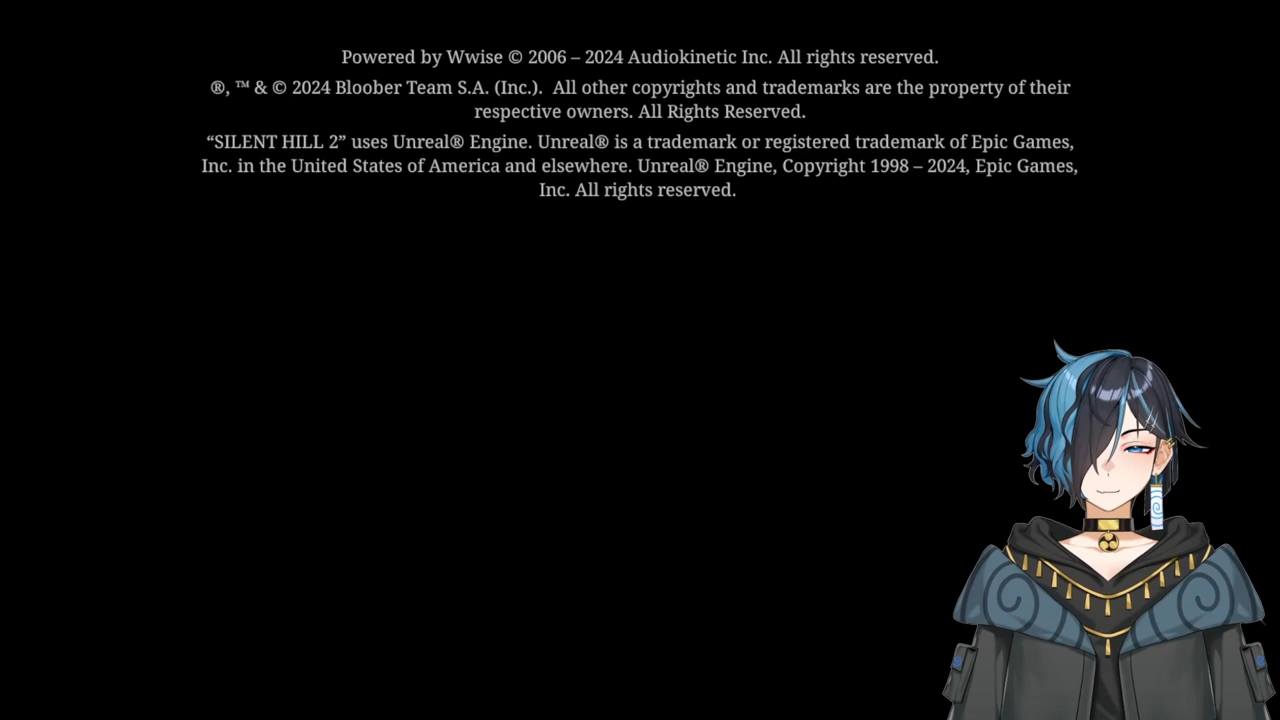 Powered by Wwise © 2006 – 2024 Audiokinetic Inc. All rights reserved.
®, ™ & © 2024 Bloober Team S.A. (Inc.).  All other copyrights and trademarks are the property of their
respective owners. All Rights Reserved.
“SILENT HILL 2” uses Unreal® Engine. Unreal® is a trademark or registered trademark of Epic Games,
Inc. in the United States of America and elsewhere. Unreal® Engine, Copyright 1998 – 2024, Epic Games,
Inc. All rights reserved.